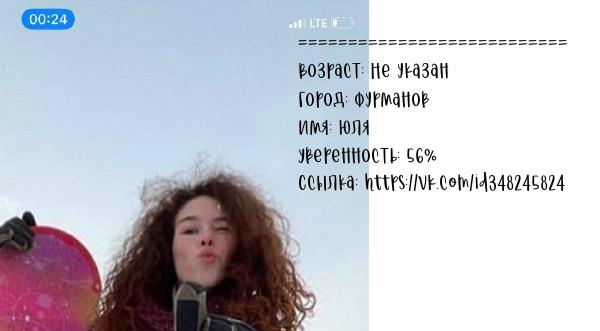 00:24
LTE
===========================
Возраст: Не указан
Город: Фурманов
Имя: Юля
Уверенность: 56%
Ссылка: https://vk.com/id348245824